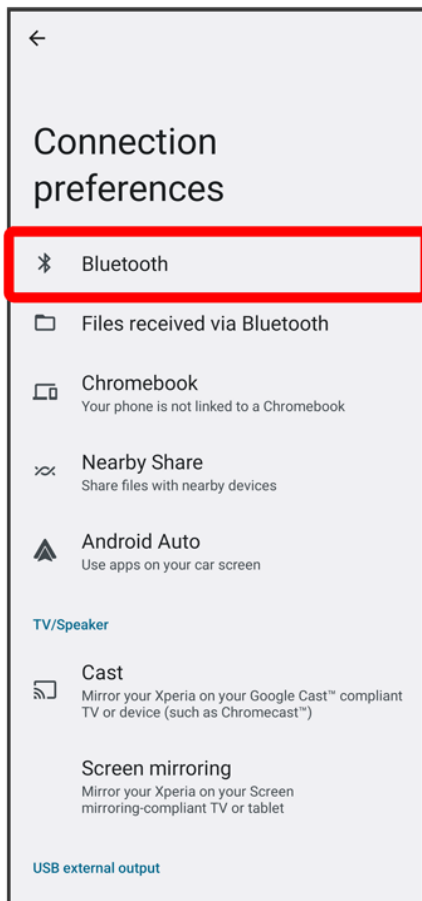 Connection
preferences
Bluetooth
Files received via Bluetooth
Chromebook
Your phone is not linked to a Chromebook
Nearby Share
Share files with nearby devices
Android Auto
Use apps on your car screen
TV/Speaker
Cast
Mirror your Xperia on your Google Cast™ compliant
TV or device (such as Chromecast™)
Screen mirroring
Mirror your Xperia on your Screen
mirroring-compliant TV or tablet
USB external output